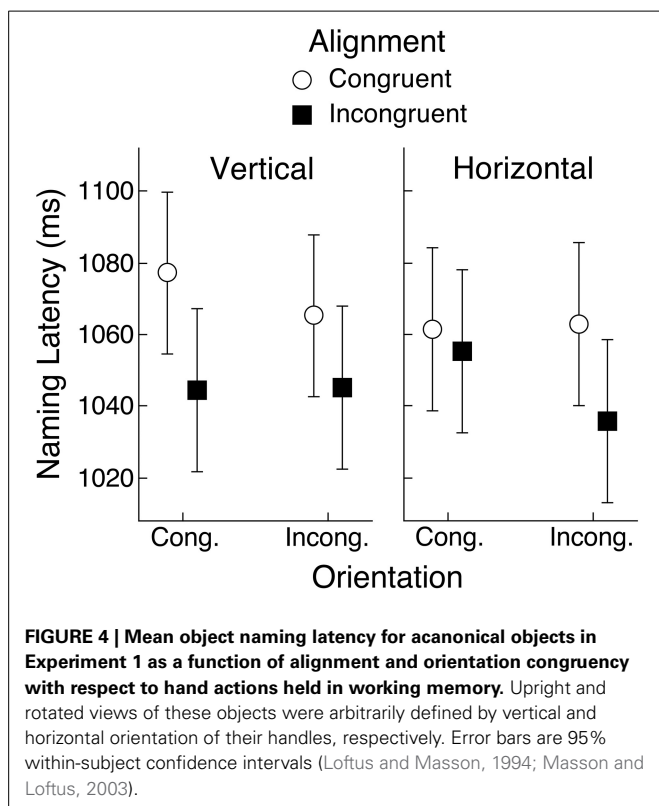 Alignment
Congruent
Incongruent
Vertical
Horizontal
Naming Latency (ms)
1100
1080
1060
1040
1020
Cong.
Incong.
Cong.
Incong.
Orientation
FIGURE 4 | Mean object naming latency for acanonical objects in
Experiment 1 as a function of alignment and orientation congruency
with respect to hand actions held in working memory. Upright and
rotated views of these objects were arbitrarily defined by vertical and
horizontal orientation of their handles, respectively. Error bars are 95%
within-subject confidence intervals (Loftus and Masson, 1994; Masson and
Loftus, 2003).